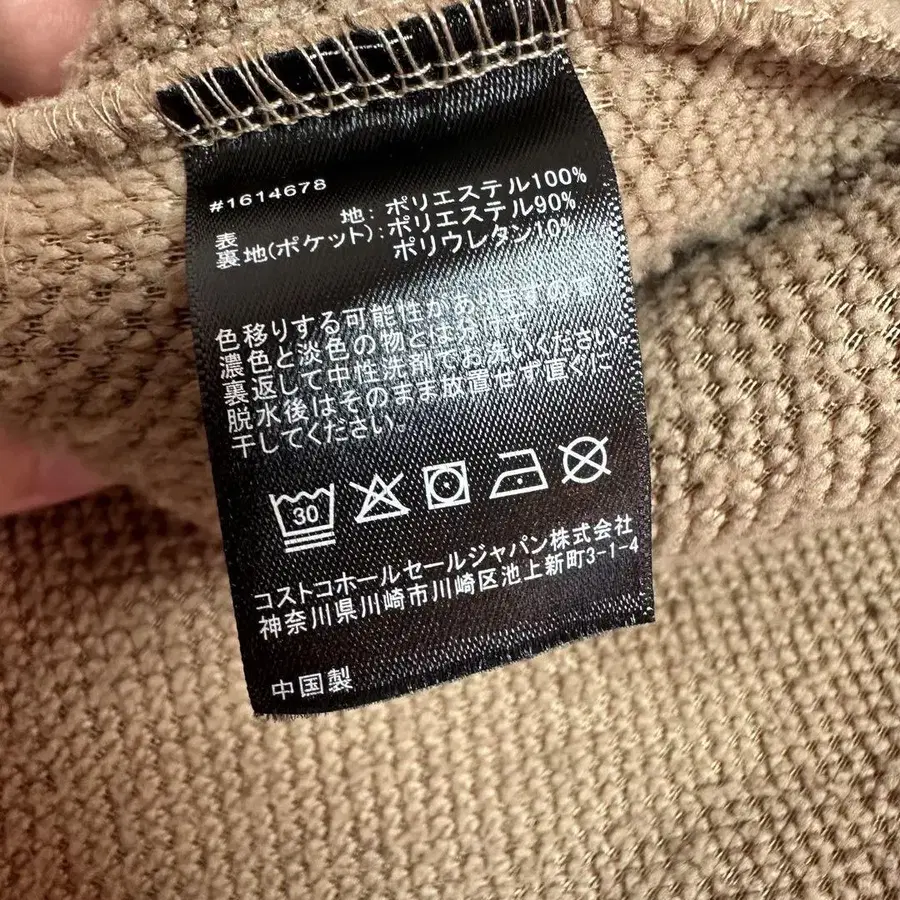 #1614678
表　　　地: ポリエステル100%
裏地(ポケット):ポリエステル90%
ポリウレタン10%
色移りする可能性がありますので
濃色と淡色の物とは分けて
裏返して中性洗剤でお洗いください。
脱水後はそのまま放置せず直ぐに
干してください。
30
コストコホールセールジャパン株式会社
神奈川県川崎市川崎区池上新町3-1-4
中国製